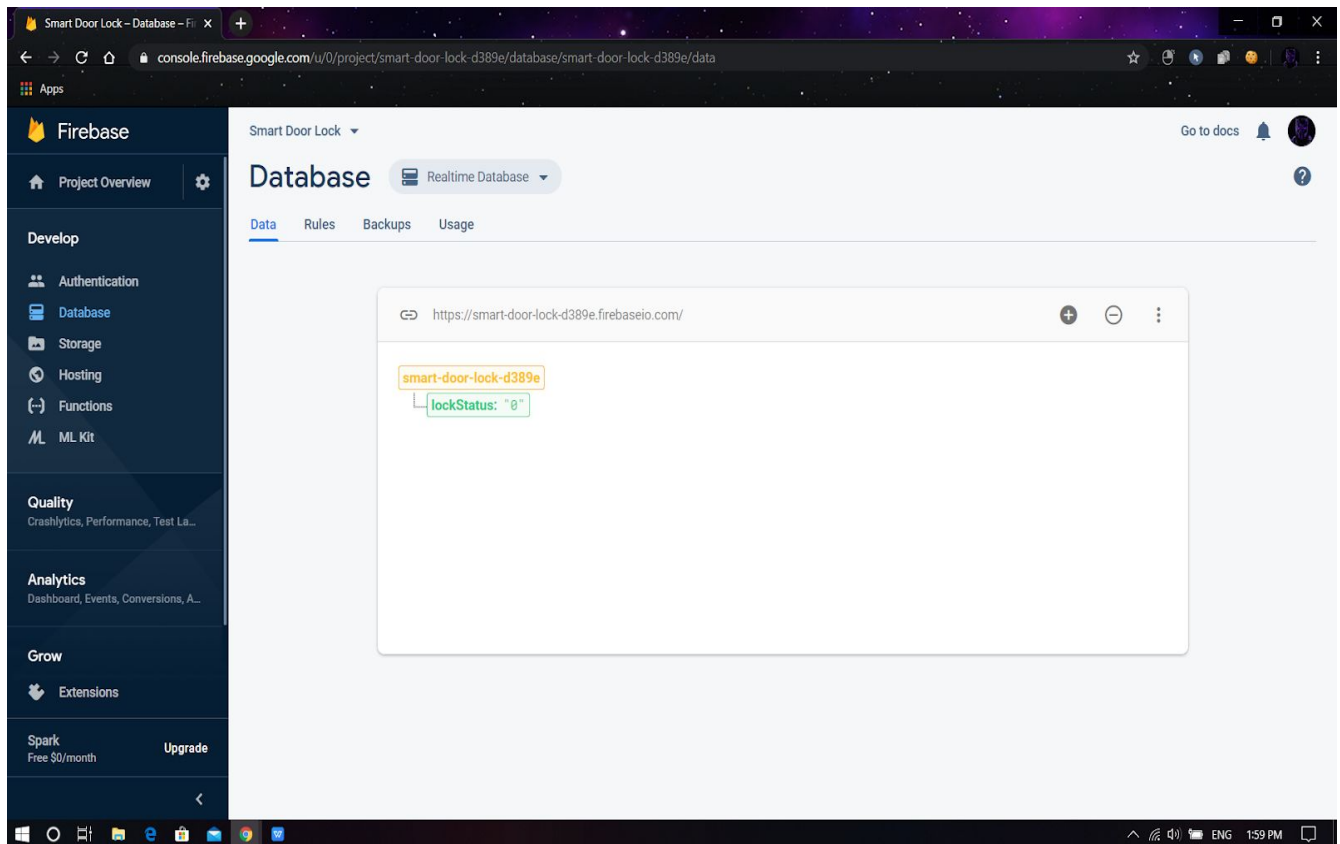 Smart Door Lock – Database – Fir
console.firebase.google.com/u/0/project/smart-door-lock-d389e/database/smart-door-lock-d389e/data
Apps
Firebase
Smart Door Lock
Go to docs
Project Overview
Database
Realtime Database
Data Rules Backups Usage
Develop
Authentication
Database
Storage
Hosting
Functions
ML Kit
https://smart-door-lock-d389e.firebaseio.com/
smart-door-lock-d389e
lockStatus: "0"
Quality
Crashlytics, Performance, Test La...
Analytics
Dashboard, Events, Conversions, A...
Grow
Extensions
Spark
Free $0/month
Upgrade
ENG 1:59 PM